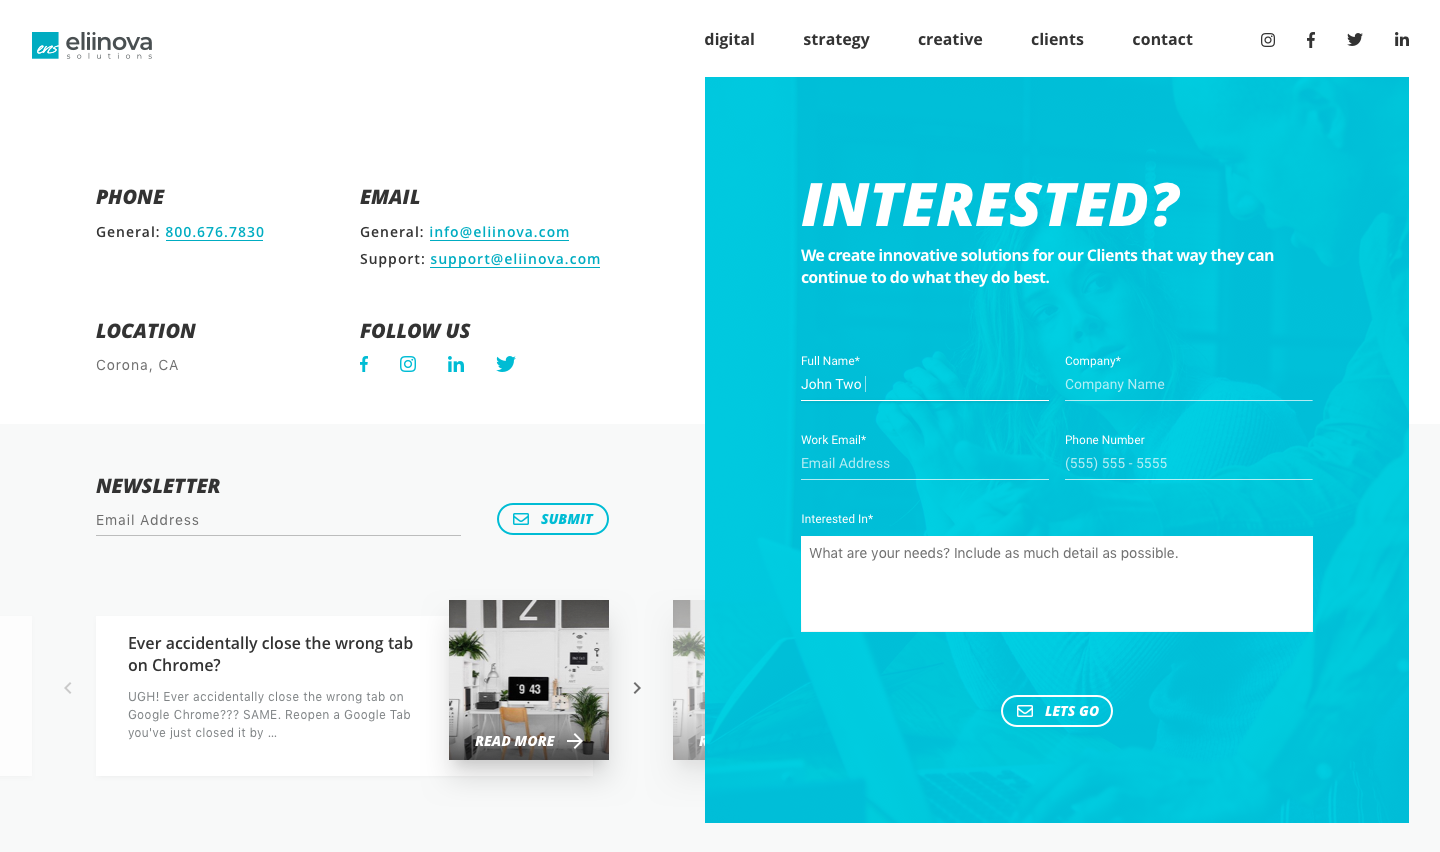 ens eliinova
solutions
digital strategy creative clients contact
PHONE
General: 800.676.7830
EMAIL
General: info@eliinova.com
Support: support@eliinova.com
LOCATION
Corona, CA
FOLLOW US
NEWSLETTER
Email Address
SUBMIT
Ever accidentally close the wrong tab
on Chrome?
UGH! Ever accidentally close the wrong tab on
Google Chrome??? SAME. Reopen a Google Tab
you've just closed it by ...
2
9 43
READ MORE
R
INTERESTED?
We create innovative solutions for our Clients that way they can
continue to do what they do best.
Full Name*
John Two
Company*
Company Name
Work Email*
Email Address
Phone Number
(555) 555 - 5555
Interested In*
What are your needs? Include as much detail as possible.
LETS GO